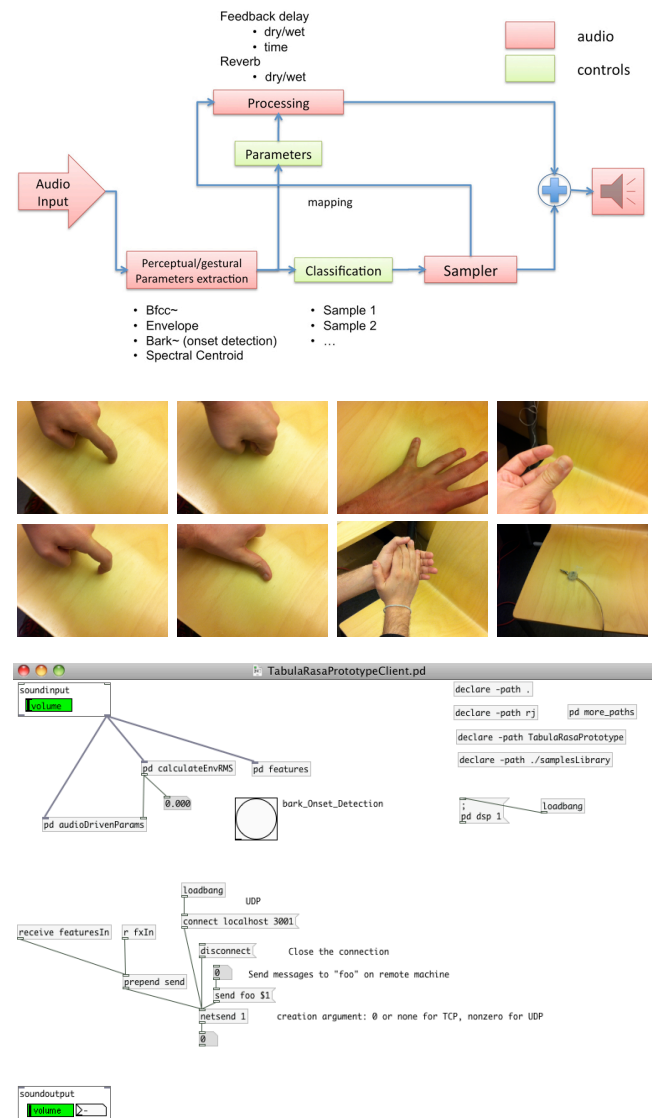 Feedback delay
• dry/wet
• time
Reverb
• dry/wet
audio
controls
Processing
Parameters
Audio
Input
mapping
Perceptual/gestural
Parameters extraction
Classification
Sampler
• Bfcc~
• Envelope
• Bark~ (onset detection)
• Spectral Centroid
• Sample 1
• Sample 2
• …
TabulaRasaPrototypeClient.pd
soundinput
volume
declare -path .
declare -path rj
pd more_paths
declare -path TabulaRasaPrototype
declare -path ./samplesLibrary
pd calculateEnvRMS
pd features
0.000
bark_Onset_Detection
pd audioDrivenParams
;
pd dsp 1
loadbang
loadbang
UDP
connect localhost 3001
receive featuresIn
r fxIn
disconnect
Close the connection
0
Send messages to "foo" on remote machine
prepend send
send foo $1
netsend 1
creation argument: 0 or none for TCP, nonzero for UDP
0
soundoutput
volume
>-